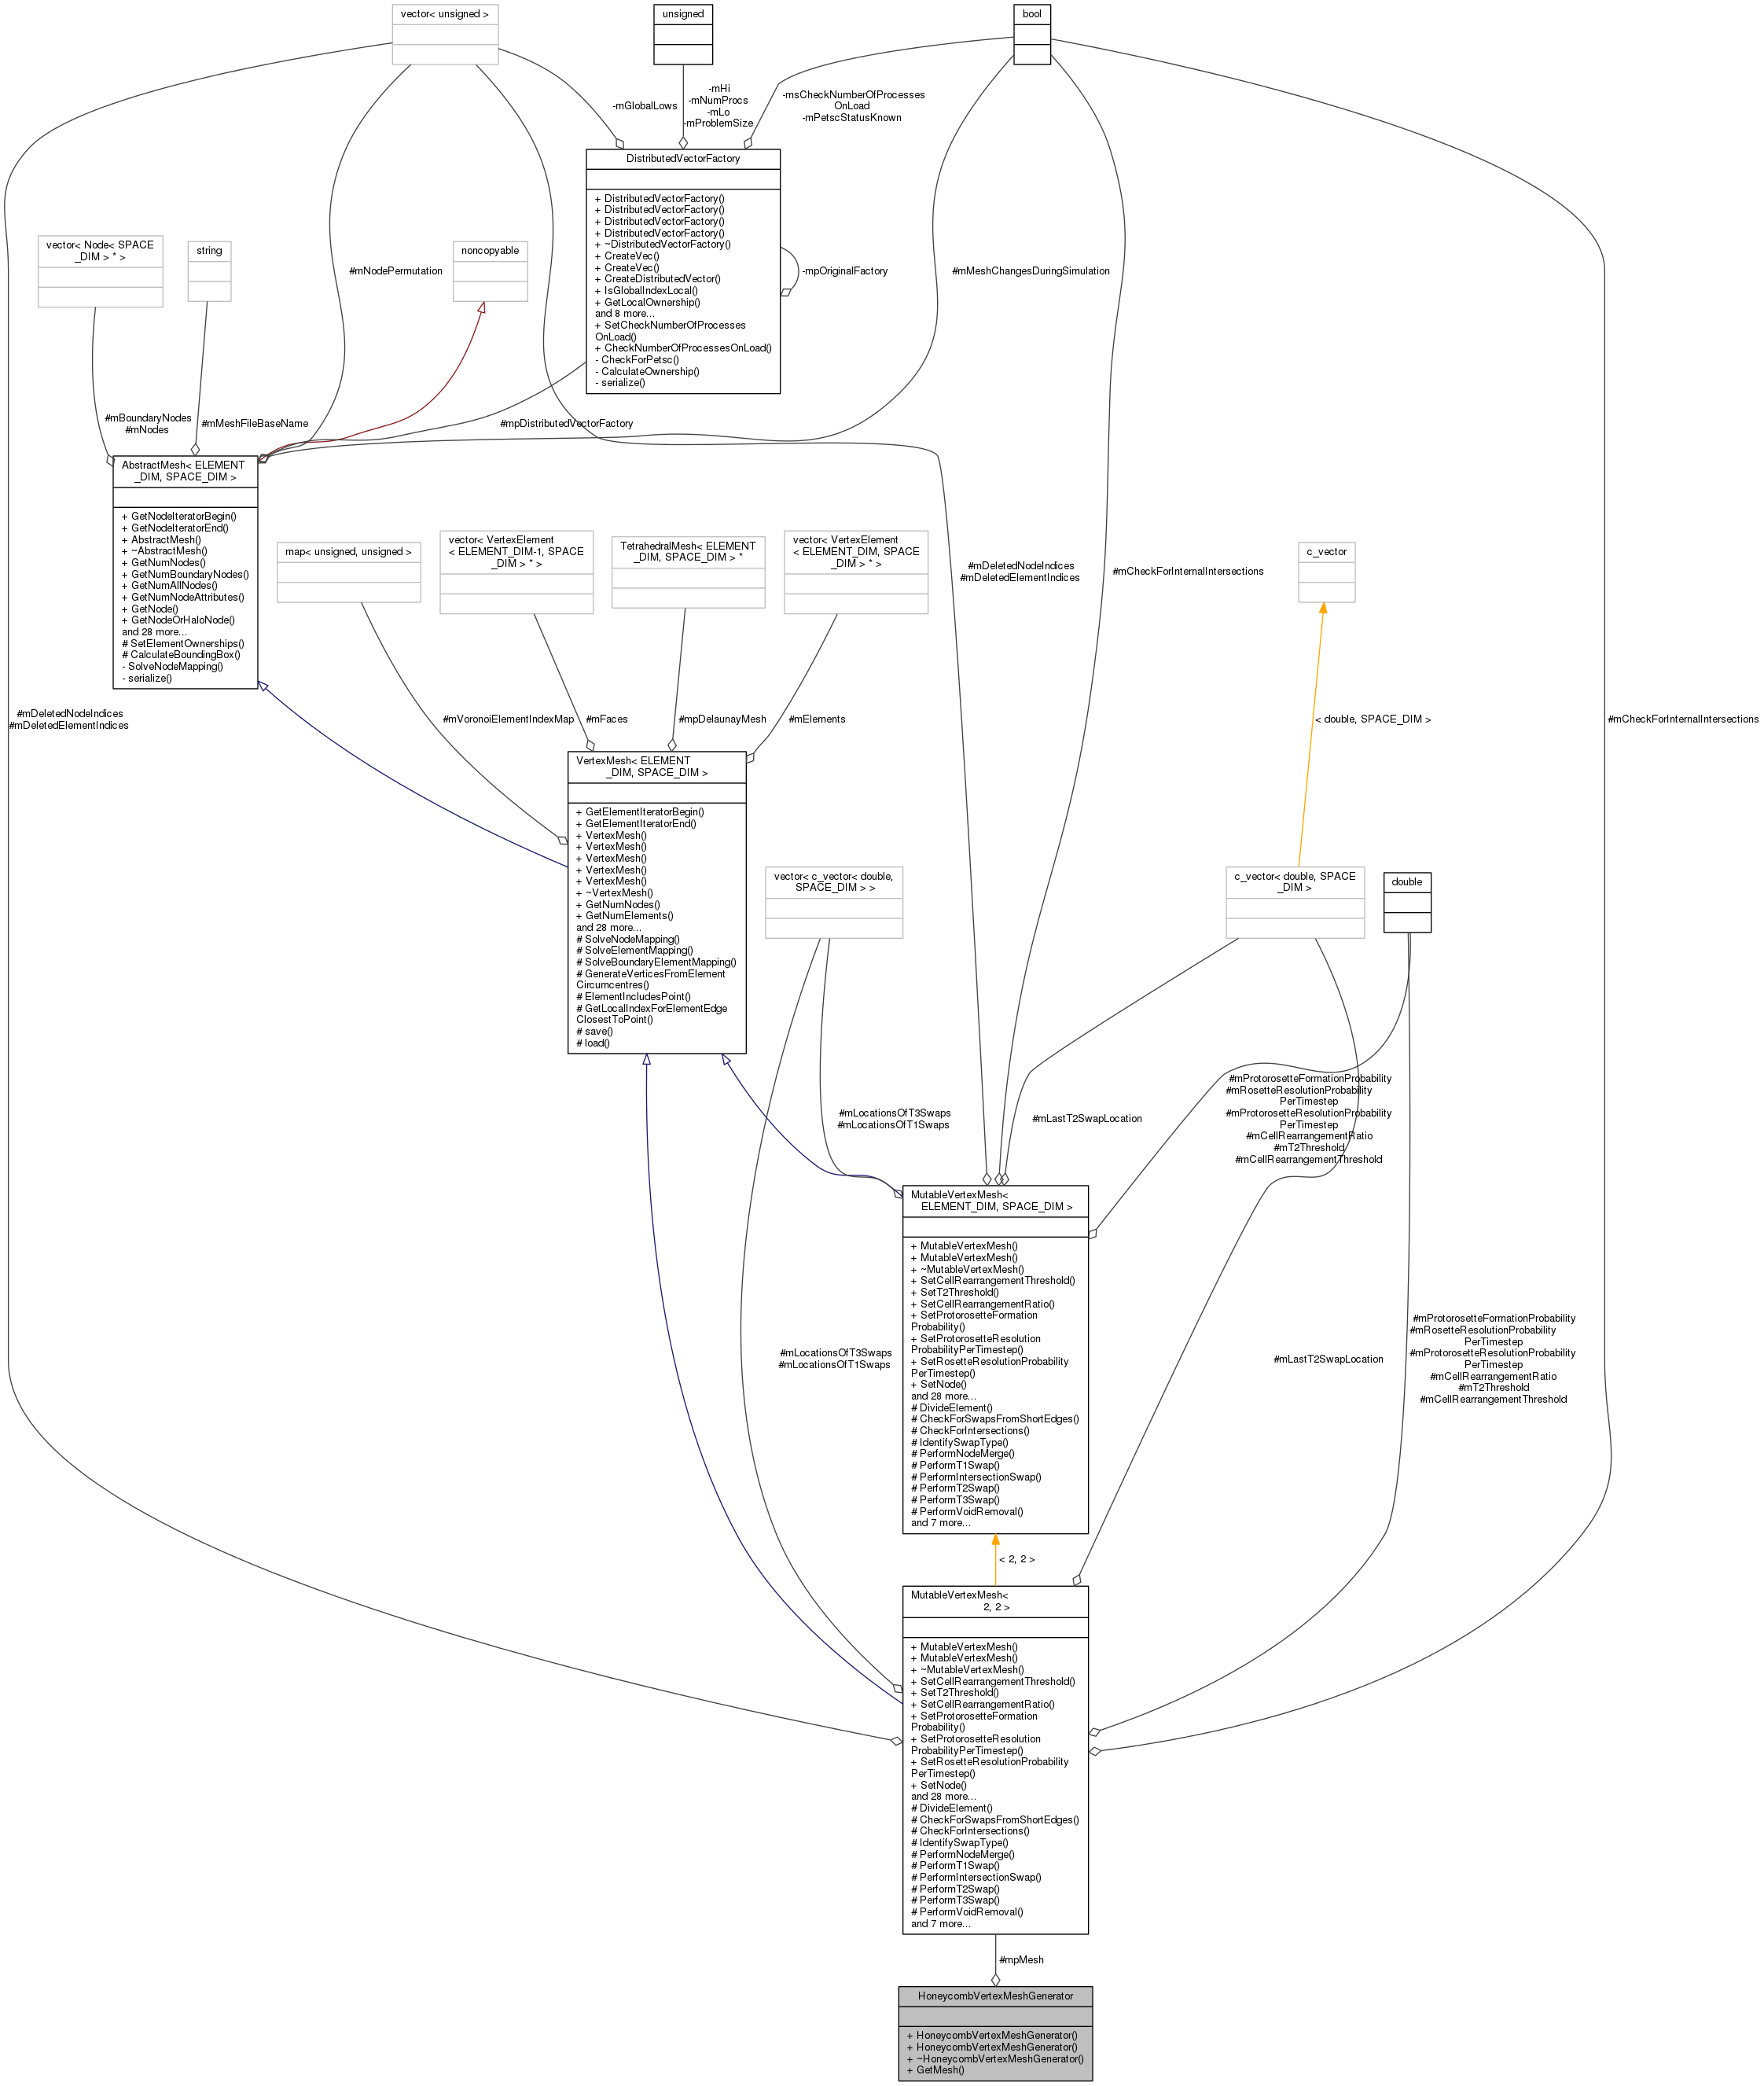 vector< unsigned >
unsigned
bool
-mGlobalLows
-mHi
-mNumProcs
-mLo
-mProblemSize
-msCheckNumberOfProcesses
OnLoad
-mPetscStatusKnown
DistributedVectorFactory
+ DistributedVectorFactory()
+ DistributedVectorFactory()
+ DistributedVectorFactory()
+ DistributedVectorFactory()
+ ~DistributedVectorFactory()
+ CreateVec()
+ CreateVec()
+ CreateDistributedVector()
+ IsGlobalIndexLocal()
+ GetLocalOwnership()
and 8 more...
+ SetCheckNumberOfProcesses
OnLoad()
+ CheckNumberOfProcessesOnLoad()
- CheckForPetsc()
- CalculateOwnership()
- serialize()
vector< Node< SPACE
_DIM > * >
string
noncopyable
#mNodePermutation
-mpOriginalFactory
#mMeshChangesDuringSimulation
#mBoundaryNodes
#mNodes
#mMeshFileBaseName
#mpDistributedVectorFactory
AbstractMesh< ELEMENT
_DIM, SPACE_DIM >
+ GetNodeIteratorBegin()
+ GetNodeIteratorEnd()
+ AbstractMesh()
+ ~AbstractMesh()
+ GetNumNodes()
+ GetNumBoundaryNodes()
+ GetNumAllNodes()
+ GetNumNodeAttributes()
+ GetNode()
+ GetNodeOrHaloNode()
and 28 more...
# SetElementOwnerships()
# CalculateBoundingBox()
- SolveNodeMapping()
- serialize()
map< unsigned, unsigned >
vector< VertexElement
< ELEMENT_DIM-1, SPACE
_DIM > * >
TetrahedralMesh< ELEMENT
_DIM, SPACE_DIM > *
vector< VertexElement
< ELEMENT_DIM, SPACE
_DIM > * >
#mDeletedNodeIndices
#mDeletedElementIndices
#mCheckForInternalIntersections
c_vector
#mDeletedNodeIndices
#mDeletedElementIndices
#mVoronoiElementIndexMap
#mFaces
#mpDelaunayMesh
#mElements
< double, SPACE_DIM >
#mCheckForInternalIntersections
VertexMesh< ELEMENT
_DIM, SPACE_DIM >
+ GetElementIteratorBegin()
+ GetElementIteratorEnd()
+ VertexMesh()
+ VertexMesh()
+ VertexMesh()
+ VertexMesh()
+ VertexMesh()
+ ~VertexMesh()
+ GetNumNodes()
+ GetNumElements()
and 28 more...
# SolveNodeMapping()
# SolveElementMapping()
# SolveBoundaryElementMapping()
# GenerateVerticesFromElement
Circumcentres()
# ElementIncludesPoint()
# GetLocalIndexForElementEdge
ClosestToPoint()
# save()
# load()
vector< c_vector< double,
SPACE_DIM > >
c_vector< double, SPACE
_DIM >
double
#mLocationsOfT3Swaps
#mLocationsOfT1Swaps
#mLastT2SwapLocation
#mProtorosetteFormationProbability
#mRosetteResolutionProbability
PerTimestep
#mProtorosetteResolutionProbability
PerTimestep
#mCellRearrangementRatio
#mT2Threshold
#mCellRearrangementThreshold
MutableVertexMesh<
ELEMENT_DIM, SPACE_DIM >
+ MutableVertexMesh()
+ MutableVertexMesh()
+ ~MutableVertexMesh()
+ SetCellRearrangementThreshold()
+ SetT2Threshold()
+ SetCellRearrangementRatio()
+ SetProtorosetteFormation
Probability()
+ SetProtorosetteResolution
ProbabilityPerTimestep()
+ SetRosetteResolutionProbability
PerTimestep()
+ SetNode()
and 28 more...
# DivideElement()
# CheckForSwapsFromShortEdges()
# CheckForIntersections()
# IdentifySwapType()
# PerformNodeMerge()
# PerformT1Swap()
# PerformIntersectionSwap()
# PerformT2Swap()
# PerformT3Swap()
# PerformVoidRemoval()
and 7 more...
#mLocationsOfT3Swaps
#mLocationsOfT1Swaps
#mLastT2SwapLocation
#mProtorosetteFormationProbability
#mRosetteResolutionProbability
PerTimestep
#mProtorosetteResolutionProbability
PerTimestep
#mCellRearrangementRatio
#mT2Threshold
#mCellRearrangementThreshold
< 2, 2 >
MutableVertexMesh<
2, 2 >
+ MutableVertexMesh()
+ MutableVertexMesh()
+ ~MutableVertexMesh()
+ SetCellRearrangementThreshold()
+ SetT2Threshold()
+ SetCellRearrangementRatio()
+ SetProtorosetteFormation
Probability()
+ SetProtorosetteResolution
ProbabilityPerTimestep()
+ SetRosetteResolutionProbability
PerTimestep()
+ SetNode()
and 28 more...
# DivideElement()
# CheckForSwapsFromShortEdges()
# CheckForIntersections()
# IdentifySwapType()
# PerformNodeMerge()
# PerformT1Swap()
# PerformIntersectionSwap()
# PerformT2Swap()
# PerformT3Swap()
# PerformVoidRemoval()
and 7 more...
#mpMesh
HoneycombVertexMeshGenerator
+ HoneycombVertexMeshGenerator()
+ HoneycombVertexMeshGenerator()
+ ~HoneycombVertexMeshGenerator()
+ GetMesh()